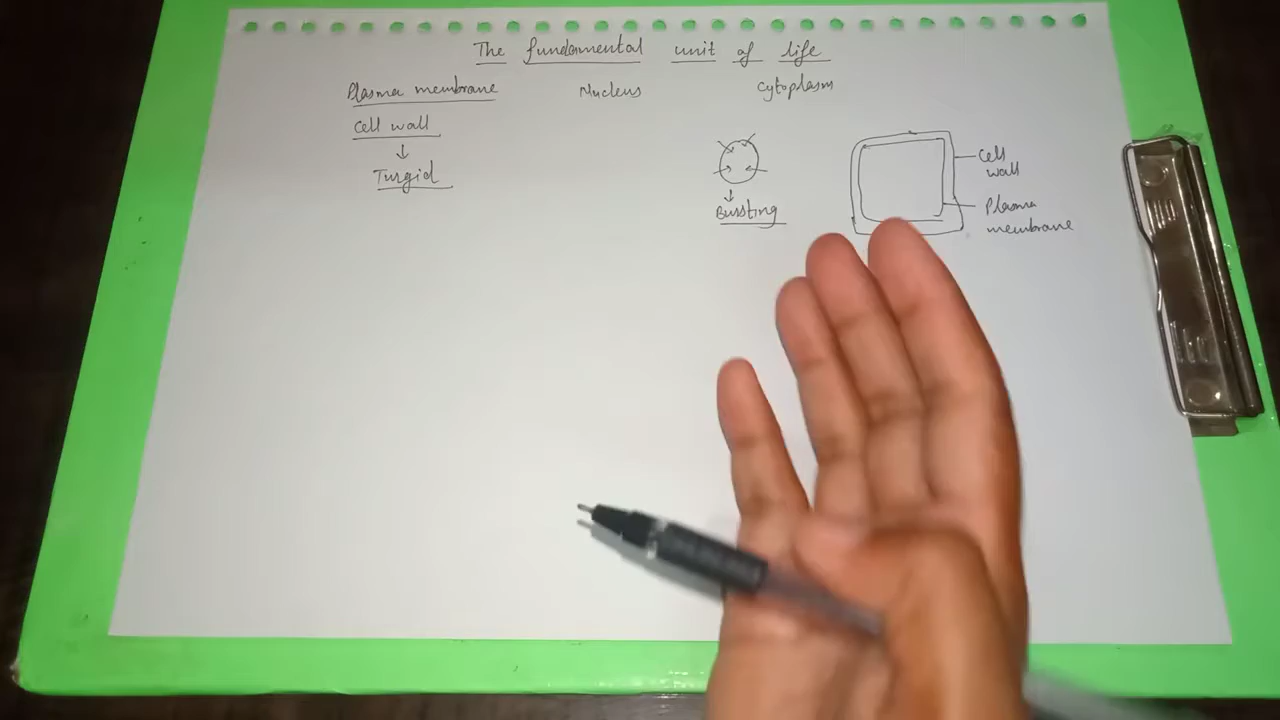 The fundamental unit of life
Plasma membrane Nucleus Cytoplasm
Cell wall
Turgid
Bursting
Cell wall
Plasma membrane